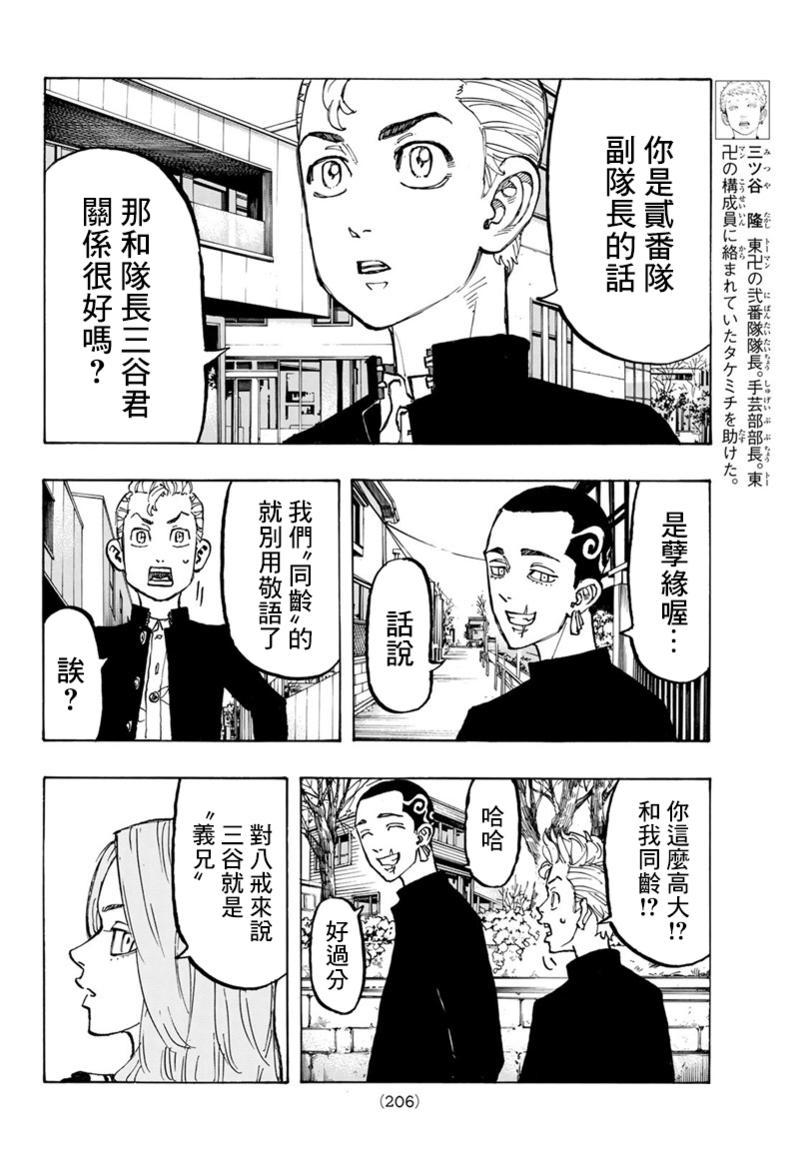 三ツ谷 隆 東卍の弐番隊隊長。手芸部部長。東
卍の構成員に絡まれていたタケミチを助けた。
你是貳番隊
副隊長的話
那和隊長三谷君
關係很好嗎?
是孽緣喔…
話說
我們〝同齡〞的
就別用敬語了
誒?
你這麼高大!?
和我同齡!?
哈哈
好過分
對八戒來說
三谷就是
〝義兄〞
(206)